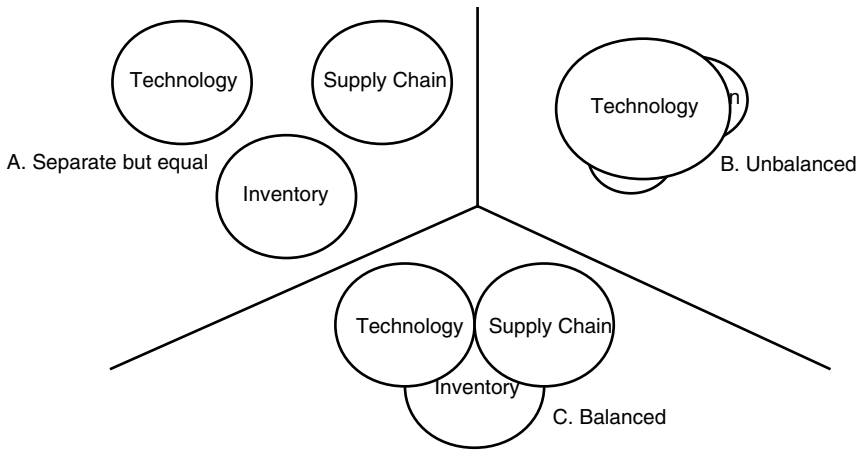 Technology
Supply Chain
A. Separate but equal
Inventory
Technology
n
B. Unbalanced
Technology
Supply Chain
Inventory
C. Balanced